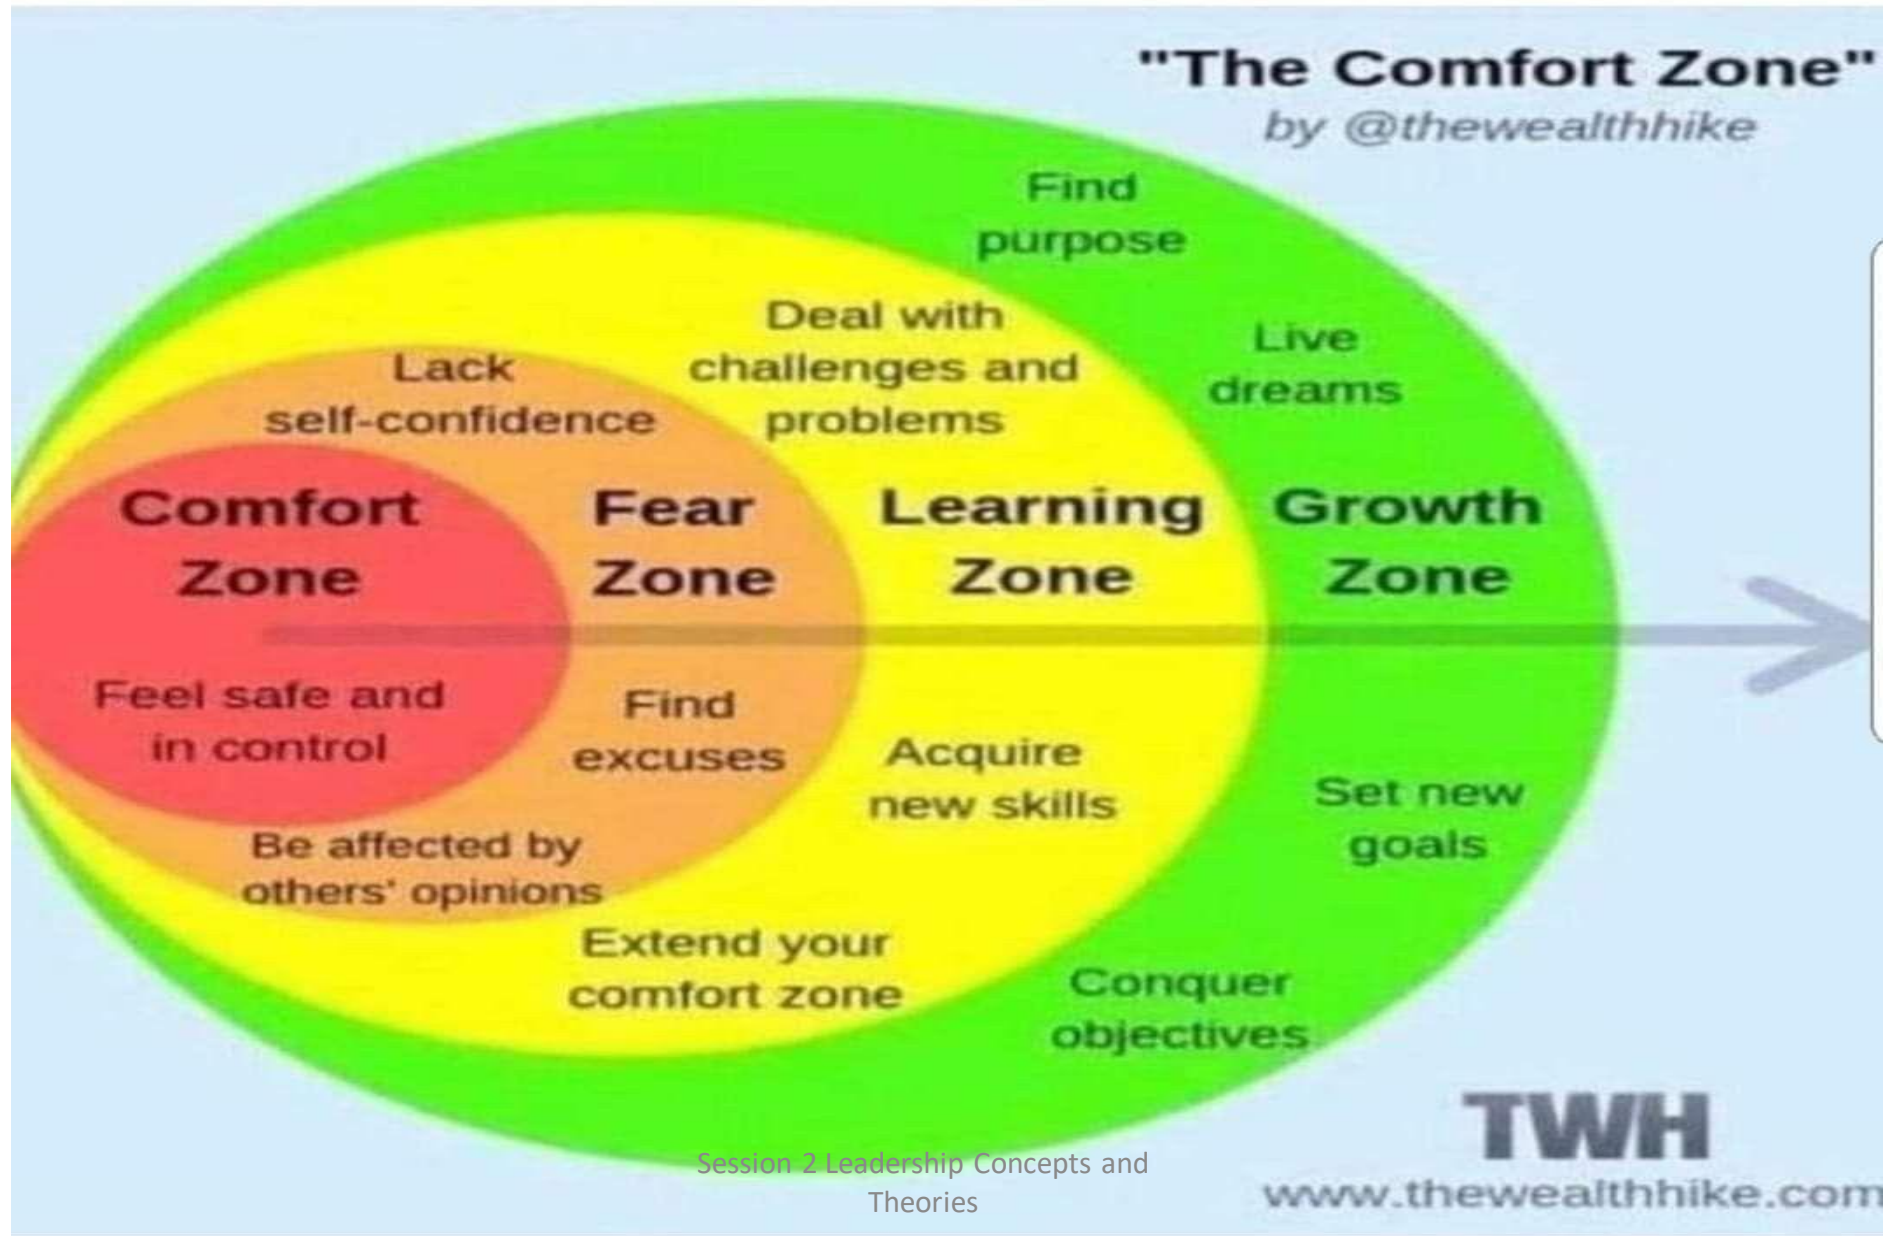 "The Comfort Zone"
by @thewealthhike
Find
purpose
Live
dreams
Deal with
challenges and
problems
Lack
self-confidence
Comfort
Zone
Fear
Zone
Learning
Zone
Growth
Zone
Feel safe and
in control
Find
excuses
Acquire
new skills
Set new
goals
Be affected by
others' opinions
Extend your
comfort zone
Conquer
objectives
TWH
www.thewealthhike.com
Session 2 Leadership Concepts and
Theories